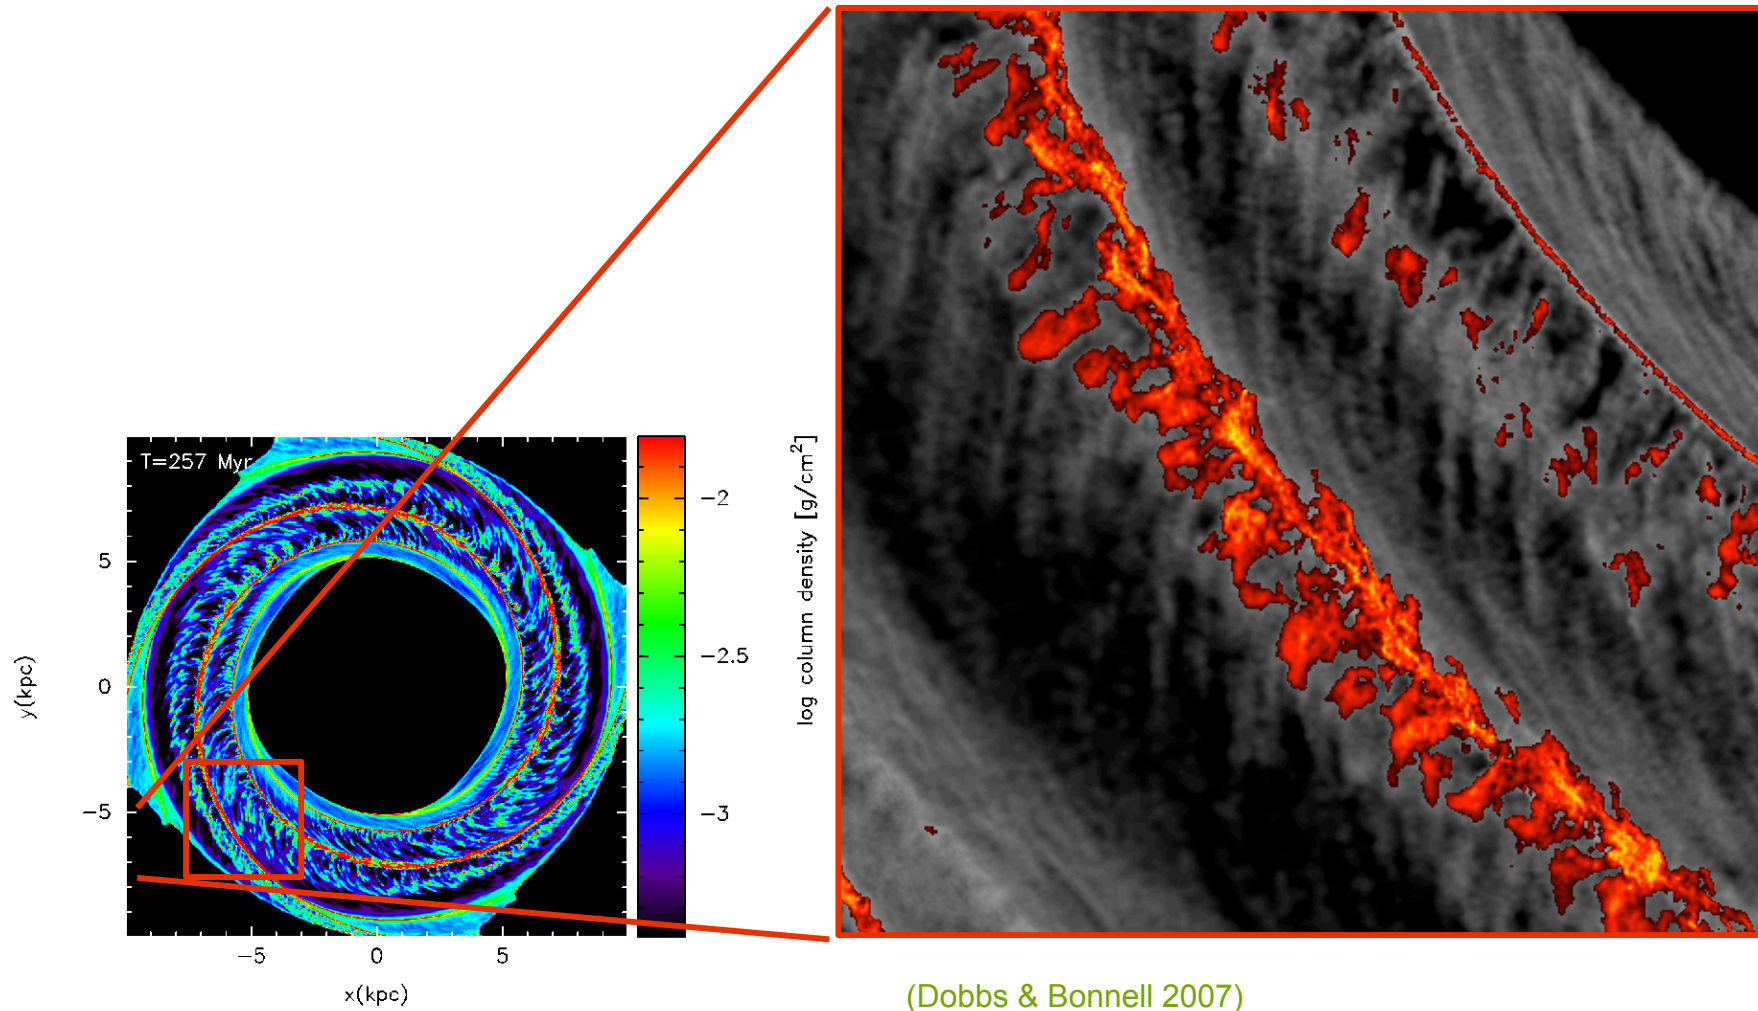 T=257 Myr
5
0
−5
y(kpc)
−5
0
5
x(kpc)
−2
−2.5
−3
log column density [g/cm²]
(Dobbs & Bonnell 2007)